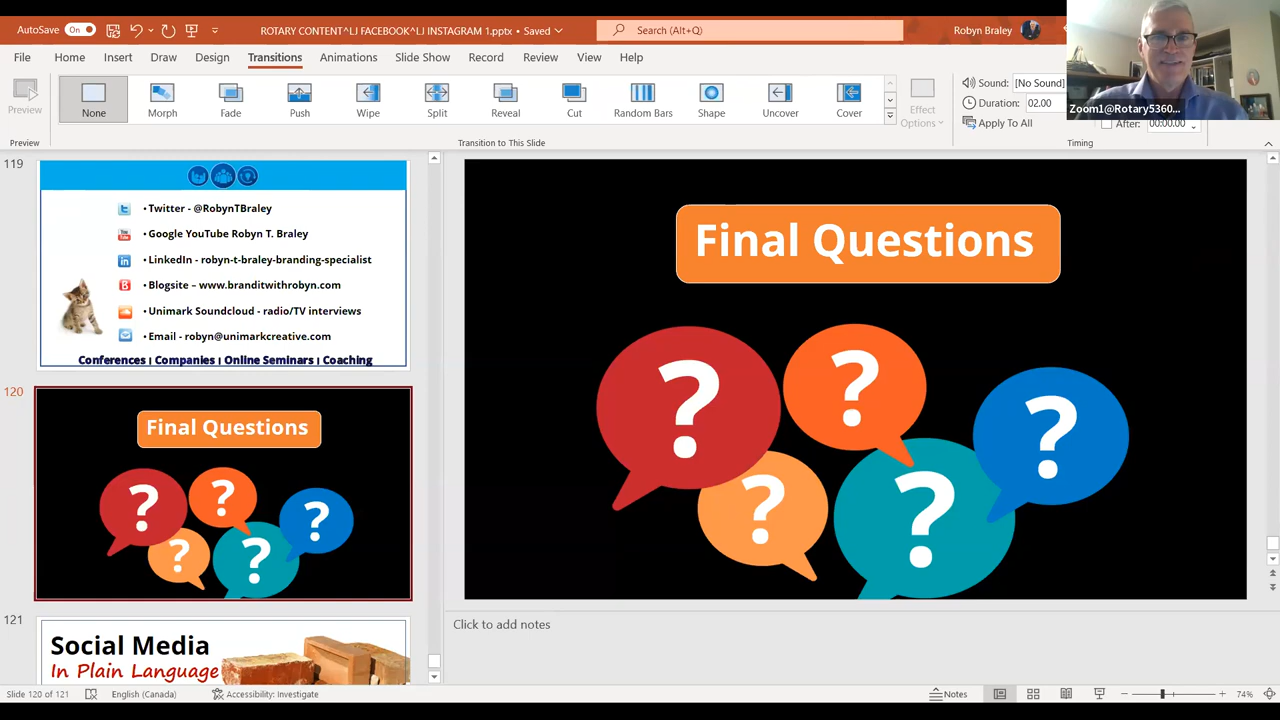 AutoSave On ROTARY CONTENT^LJ FACEBOOK^LJ INSTAGRAM 1.pptx • Saved Search (Alt+Q) Robyn Braley
File Home Insert Draw Design Transitions Animations Slide Show Record Review View Help
Preview
None Morph Fade Push Wipe Split Reveal Cut Random Bars Shape Uncover Cover
Effect
Options
Sound: [No Sound]
Duration: 02.00
Apply To All
After: 00:00.00
Zoom1@Rotary5360...
Preview Transition to This Slide Timing
119
• Twitter - @RobynTBraley
• Google YouTube Robyn T. Braley
• LinkedIn - robyn-t-braley-branding-specialist
• Blogsite – www.branditwithrobyn.com
• Unimark Soundcloud - radio/TV interviews
• Email - robyn@unimarkcreative.com
Conferences | Companies | Online Seminars | Coaching
120
Final Questions
? ? ? ? ?
121
Social Media
In Plain Language
Final Questions
? ? ? ? ?
Click to add notes
Slide 120 of 121 English (Canada) Accessibility: Investigate Notes 74%